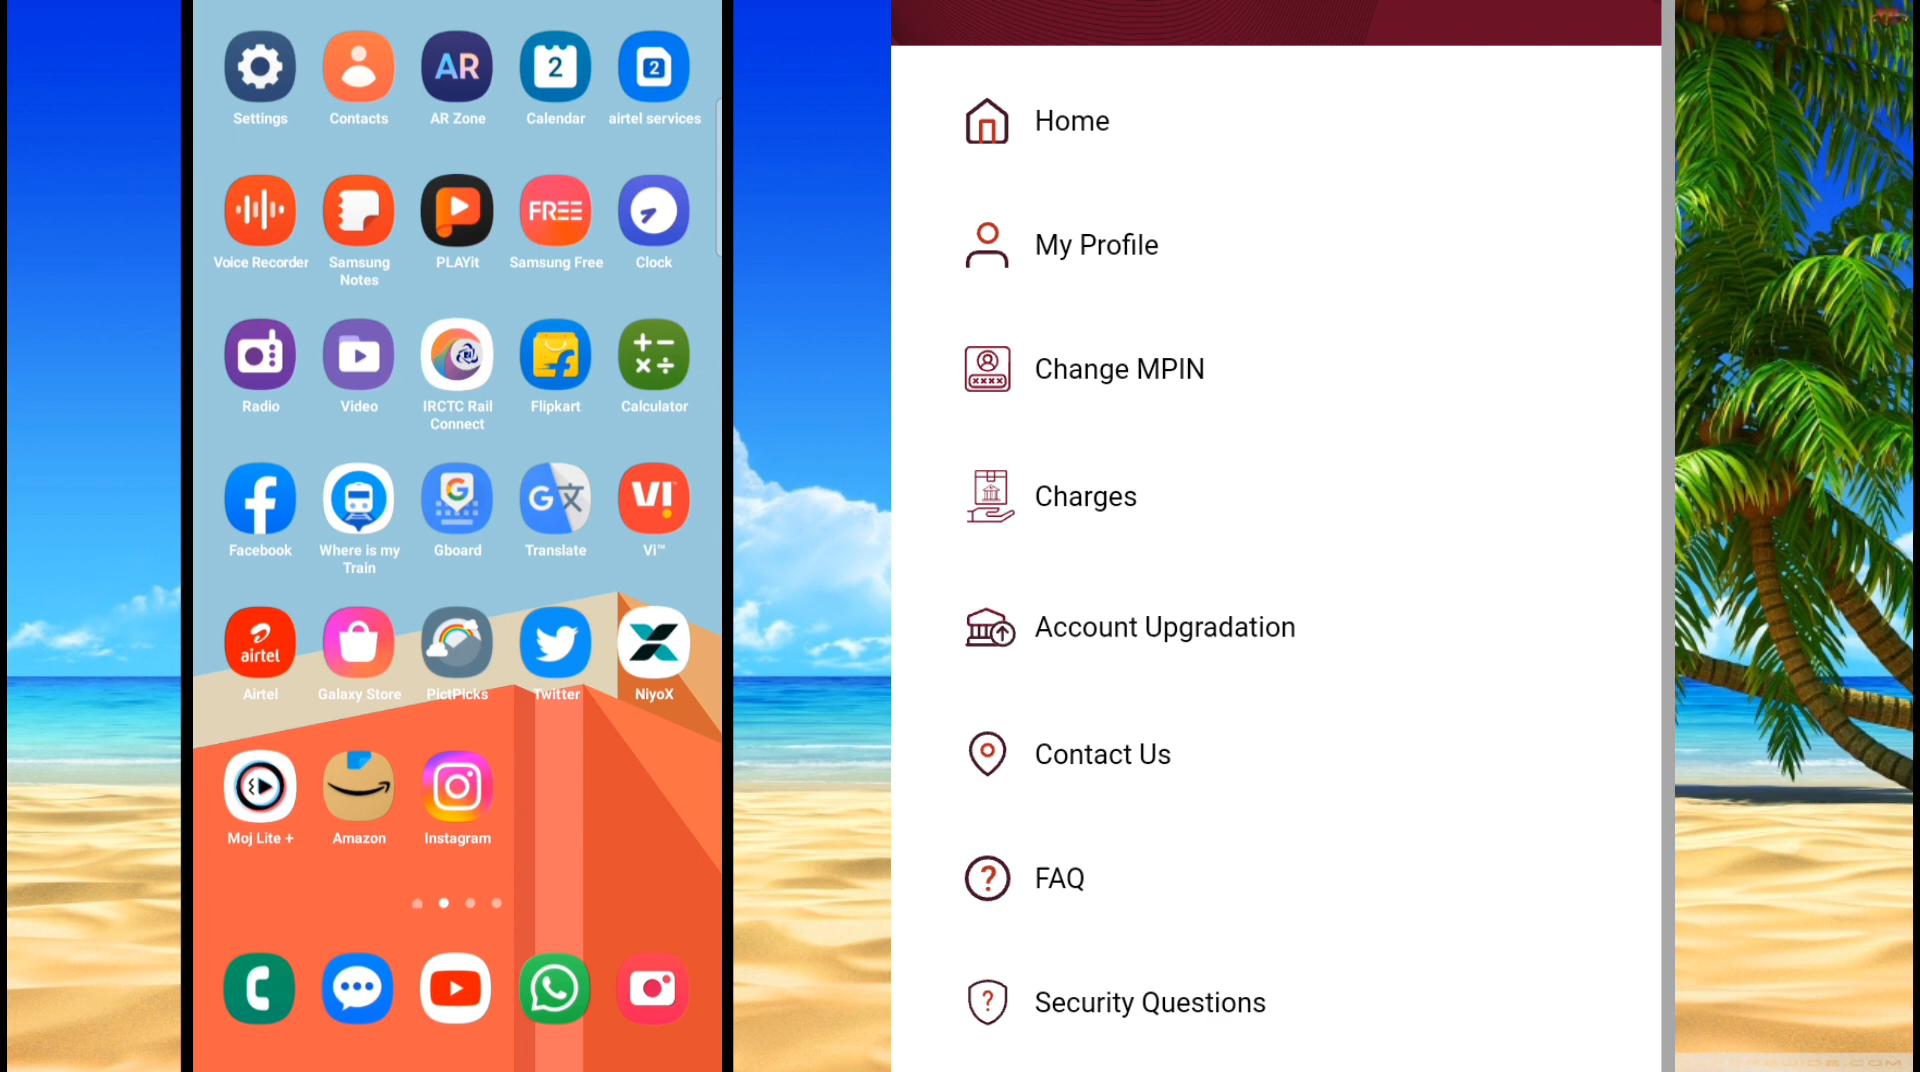 AR
2
2
Settings
Contacts
AR Zone
Calendar
airtel services
FREE
Voice Recorder
Samsung
Notes
PLAYit
Samsung Free
Clock
Radio
Video
IRCTC Rail
Connect
Flipkart
Calculator
G
G文
VI
Facebook
Where is my
Train
Gboard
Translate
Vi™
airtel
Airtel
Galaxy Store
PictPicks
Twitter
NiyoX
Moj Lite +
Amazon
Instagram
Home
My Profile
Change MPIN
Charges
Account Upgradation
Contact Us
FAQ
Security Questions